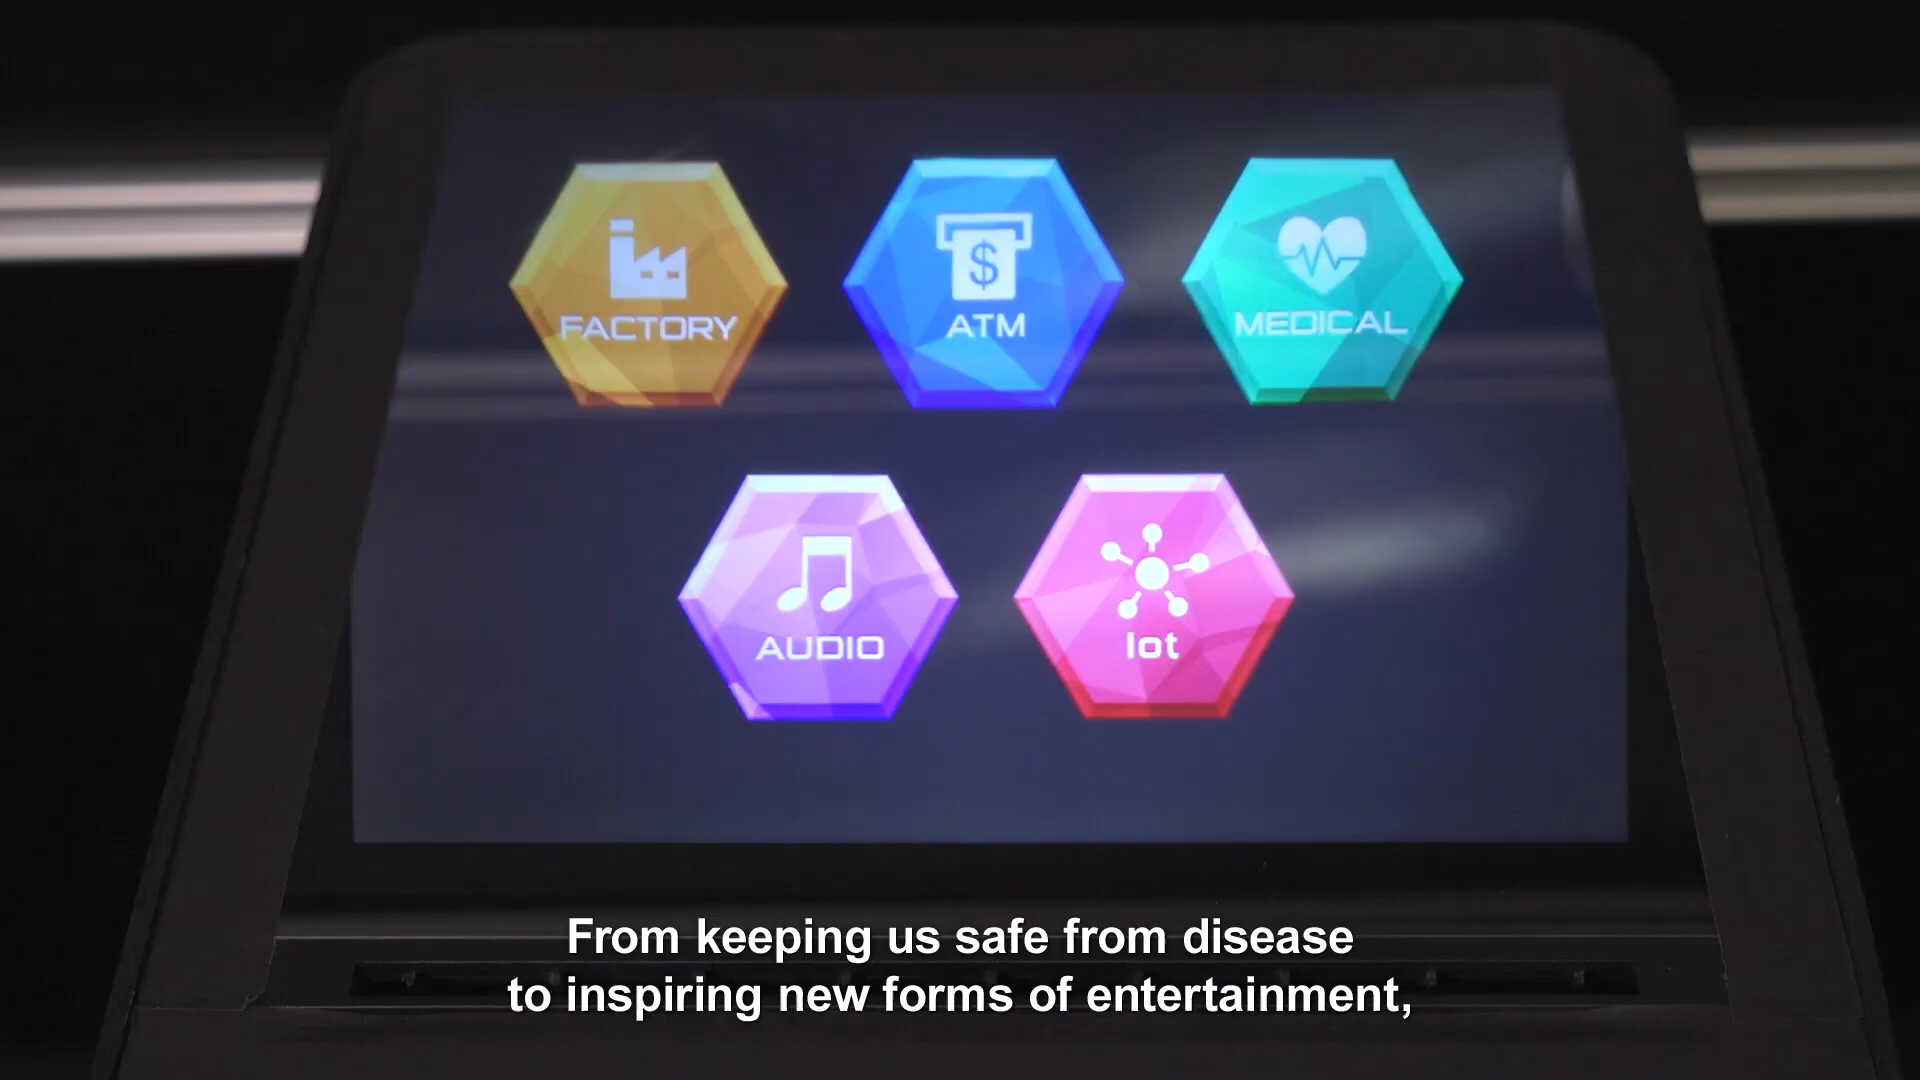 FACTORY
ATM
MEDICAL
AUDIO
Iot
From keeping us safe from disease
to inspiring new forms of entertainment,